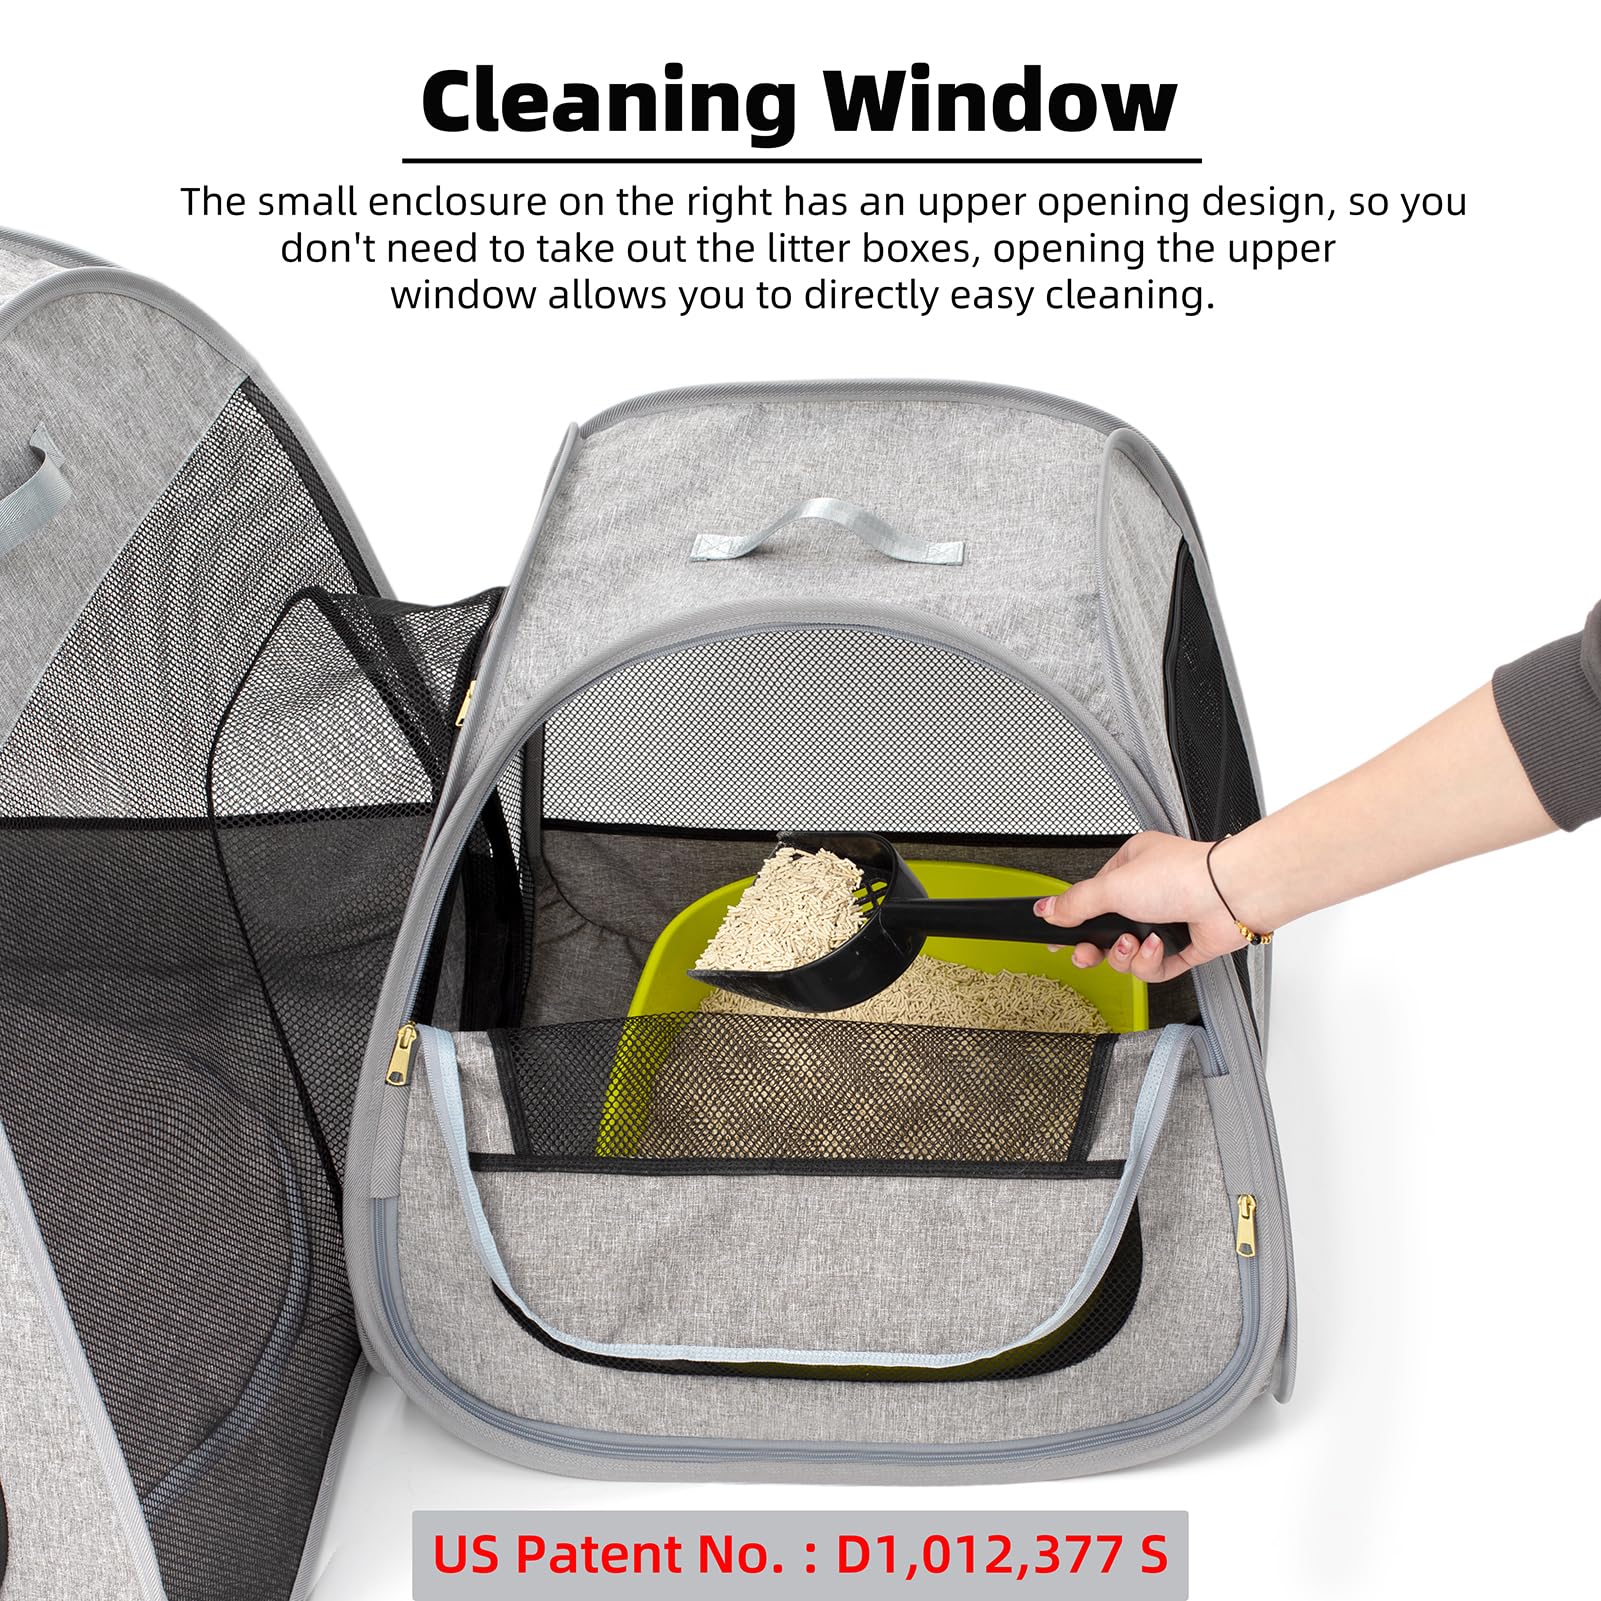 Cleaning Window
The small enclosure on the right has an upper opening design, so you
don't need to take out the litter boxes, opening the upper
window allows you to directly easy cleaning.
US Patent No. : D1,012,377 S